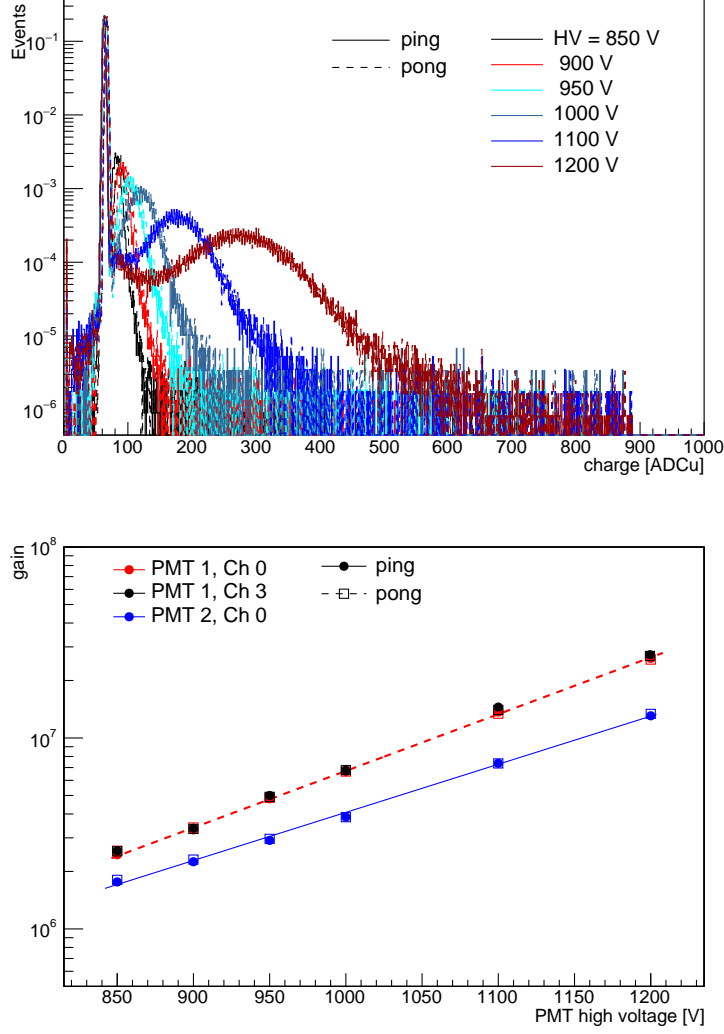 Events
10⁻¹
10⁻²
10⁻³
10⁻⁴
10⁻⁵
10⁻⁶
ping
pong
HV = 850 V
900 V
950 V
1000 V
1100 V
1200 V
0 100 200 300 400 500 600 700 800 900 1000
charge [ADCu]
gain
10⁸
10⁷
10⁶
PMT 1, Ch 0
PMT 1, Ch 3
PMT 2, Ch 0
ping
pong
850 900 950 1000 1050 1100 1150 1200
PMT high voltage [V]